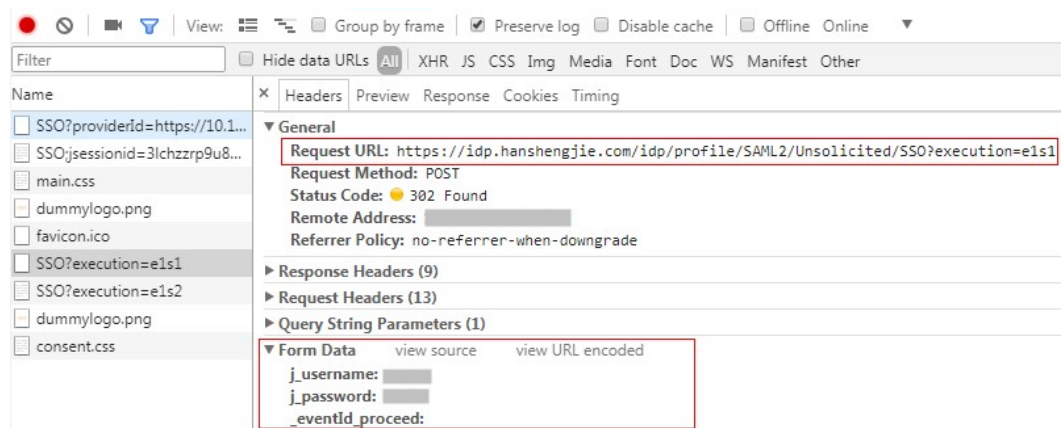 View: Group by frame Preserve log Disable cache Offline Online
Filter Hide data URLs All XHR JS CSS Img Media Font Doc WS Manifest Other
Name × Headers Preview Response Cookies Timing
SSO?providerId=https://10.1...
SSO;jsessionid=3lchzzrp9u8...
main.css
dummylogo.png
favicon.ico
SSO?execution=e1s1
SSO?execution=e1s2
dummylogo.png
consent.css
General
Request URL: https://idp.hanshengjie.com/idp/profile/SAML2/Unsolicited/SSO?execution=e1s1
Request Method: POST
Status Code: 302 Found
Remote Address:
Referrer Policy: no-referrer-when-downgrade
Response Headers (9)
Request Headers (13)
Query String Parameters (1)
Form Data view source view URL encoded
j_username:
j_password:
_eventId_proceed: